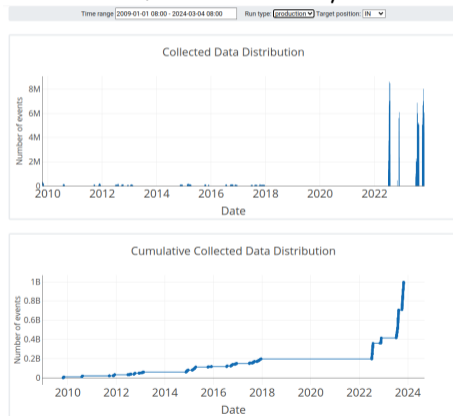 Time range 2009-01-01 08:00 - 2024-03-04 08:00 Run type: production Target position: IN
Collected Data Distribution
8M
6M
4M
2M
0
Number of events
2010 2012 2014 2016 2018 2020 2022
Date
Cumulative Collected Data Distribution
1B
0.8B
0.6B
0.4B
0.2B
0
Number of events
2010 2012 2014 2016 2018 2020 2022 2024
Date